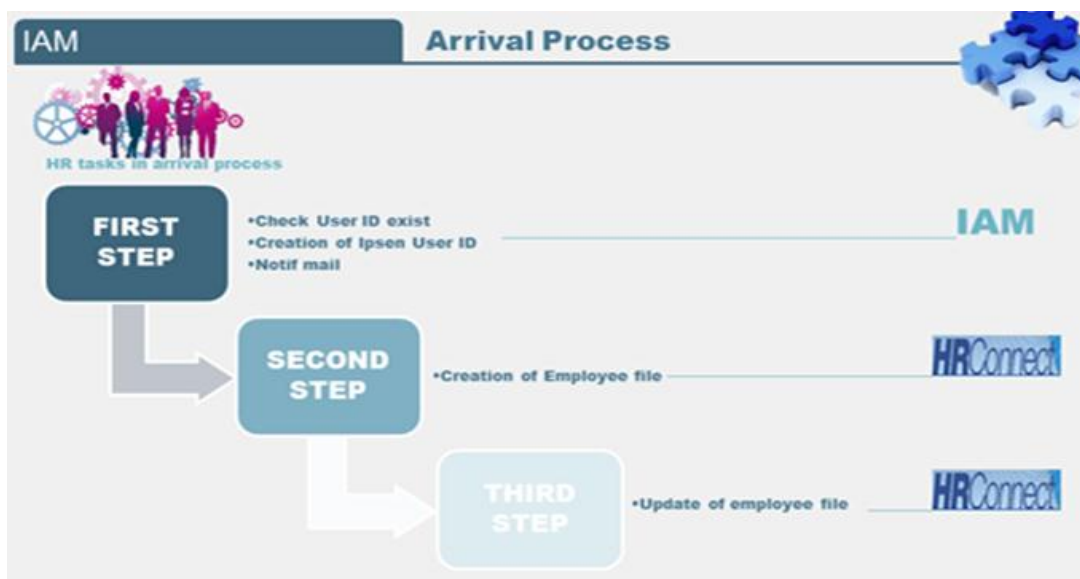 IAM
Arrival Process
HR tasks in arrival process
FIRST
STEP
•Check User ID exist
•Creation of Ipsen User ID
•Notif mail
IAM
SECOND
STEP
•Creation of Employee file
HRConnect
THIRD
STEP
•Update of employee file
HRConnect